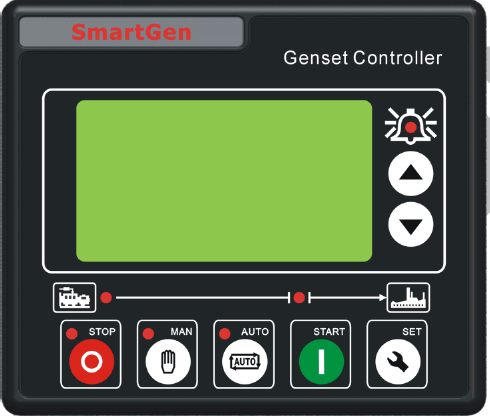 SmartGen
Genset Controller
STOP
MAN
AUTO
START
SET
AUTO